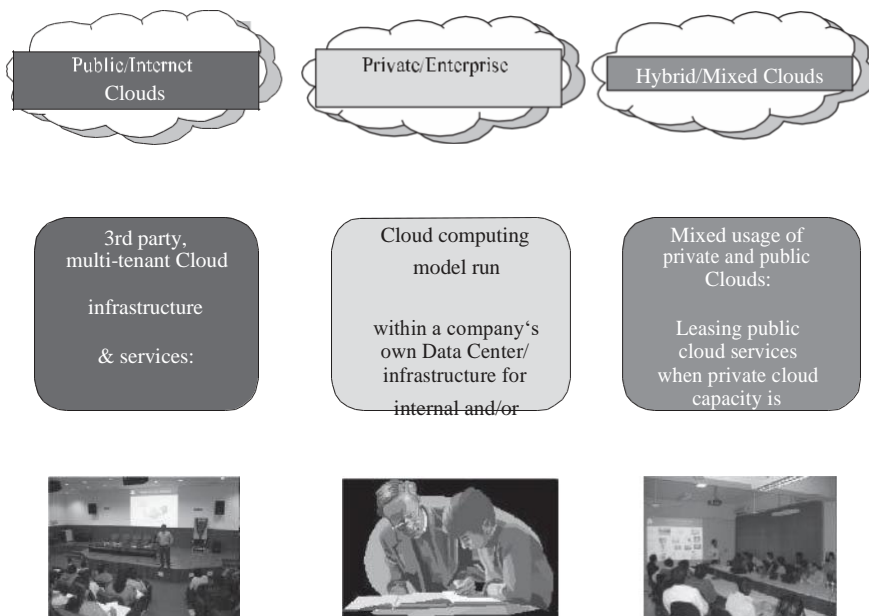 Public/Internet
Clouds
Private/Enterprise
Hybrid/Mixed Clouds
3rd party,
multi-tenant Cloud
infrastructure
& services:
Cloud computing
model run
within a company‘s
own Data Center/
infrastructure for
internal and/or
Mixed usage of
private and public
Clouds:
Leasing public
cloud services
when private cloud
capacity is